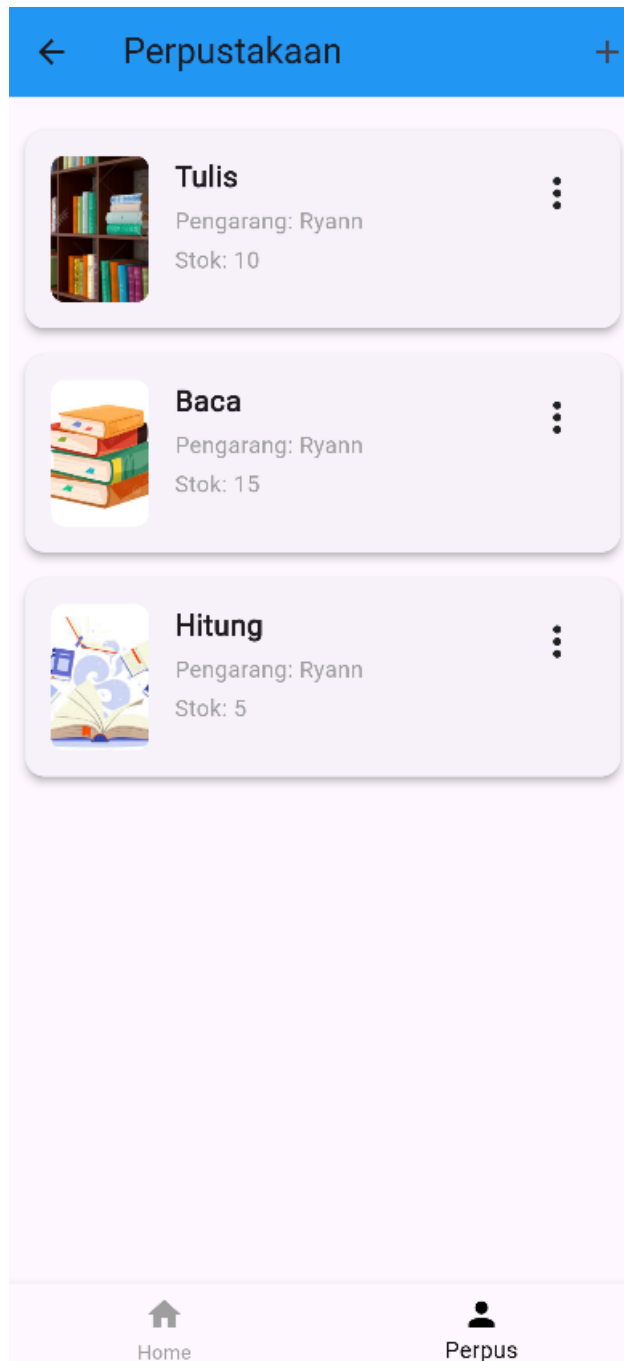 Perpustakaan
Tulis
Pengarang: Ryann
Stok: 10
Baca
Pengarang: Ryann
Stok: 15
Hitung
Pengarang: Ryann
Stok: 5
Home
Perpus